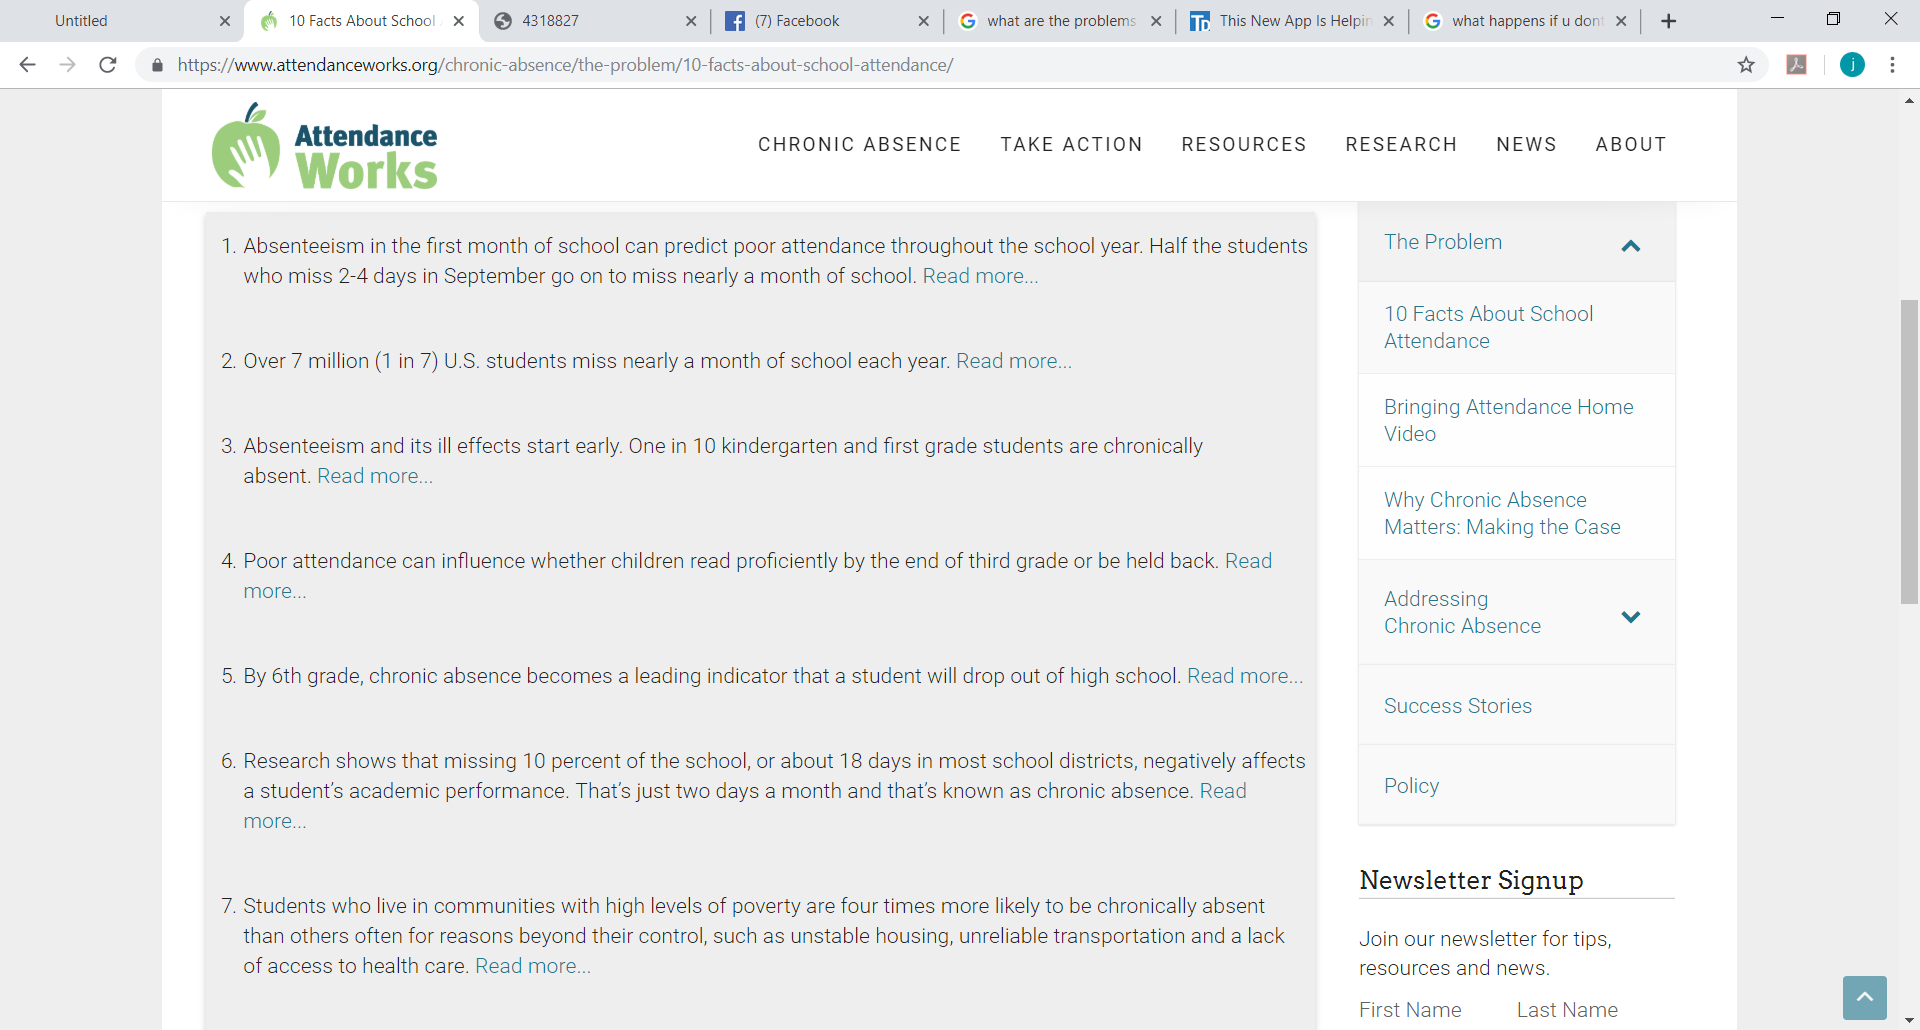 Untitled
10 Facts About School
4318827
(7) Facebook
what are the problems
This New App Is Helpin
what happens if u dont
https://www.attendanceworks.org/chronic-absence/the-problem/10-facts-about-school-attendance/
j
Attendance
Works
CHRONIC ABSENCE TAKE ACTION RESOURCES RESEARCH NEWS ABOUT
1. Absenteeism in the first month of school can predict poor attendance throughout the school year. Half the students
who miss 2-4 days in September go on to miss nearly a month of school. Read more...
2. Over 7 million (1 in 7) U.S. students miss nearly a month of school each year. Read more...
3. Absenteeism and its ill effects start early. One in 10 kindergarten and first grade students are chronically
absent. Read more...
4. Poor attendance can influence whether children read proficiently by the end of third grade or be held back. Read
more...
5. By 6th grade, chronic absence becomes a leading indicator that a student will drop out of high school. Read more...
6. Research shows that missing 10 percent of the school, or about 18 days in most school districts, negatively affects
a student’s academic performance. That’s just two days a month and that’s known as chronic absence. Read
more...
7. Students who live in communities with high levels of poverty are four times more likely to be chronically absent
than others often for reasons beyond their control, such as unstable housing, unreliable transportation and a lack
of access to health care. Read more...
The Problem
10 Facts About School
Attendance
Bringing Attendance Home
Video
Why Chronic Absence
Matters: Making the Case
Addressing
Chronic Absence
Success Stories
Policy
Newsletter Signup
Join our newsletter for tips,
resources and news.
First Name Last Name